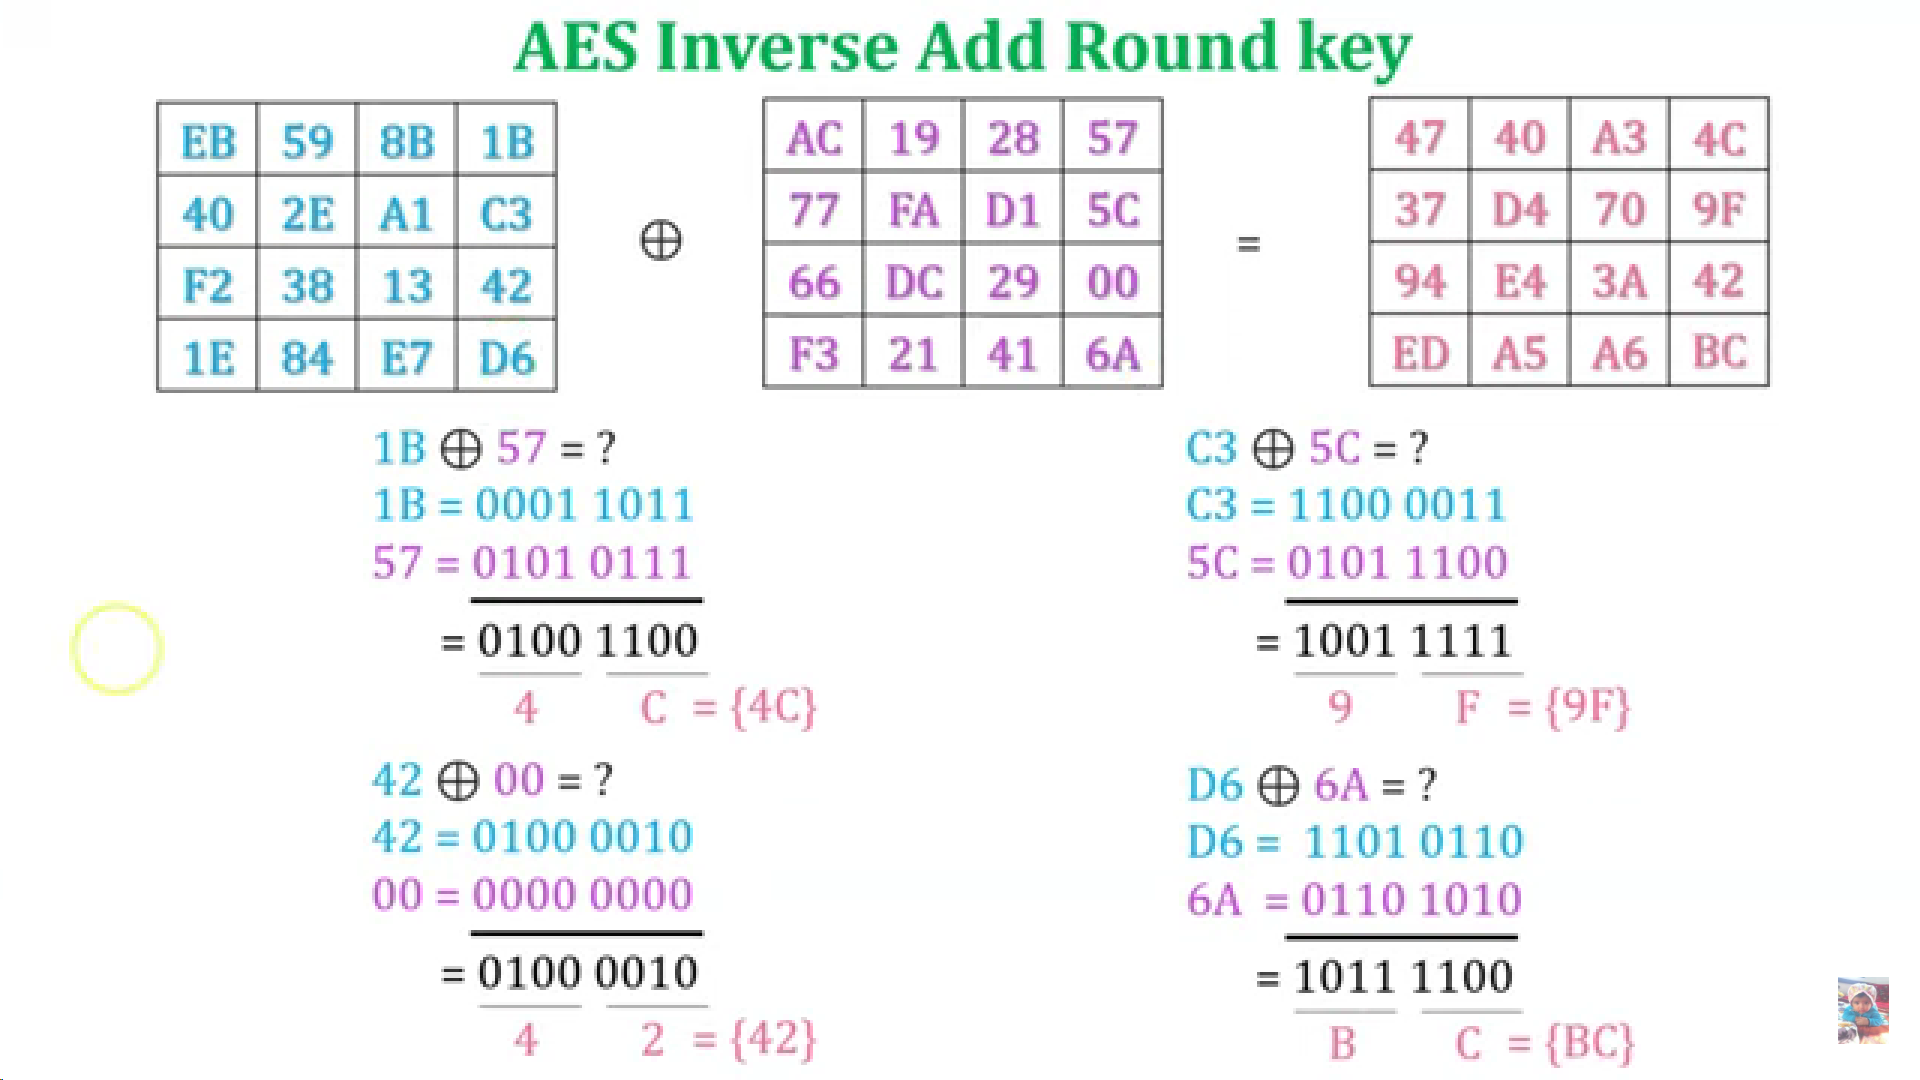 AES Inverse Add Round key
EB 59 8B 1B
40 2E A1 C3
F2 38 13 42
1E 84 E7 D6
⊕
AC 19 28 57
77 FA D1 5C
66 DC 29 00
F3 21 41 6A
=
47 40 A3 4C
37 D4 70 9F
94 E4 3A 42
ED A5 A6 BC
1B ⊕ 57 = ?
1B = 0001 1011
57 = 0101 0111
= 0100 1100
4 C = {4C}
C3 ⊕ 5C = ?
C3 = 1100 0011
5C = 0101 1100
= 1001 1111
9 F = {9F}
42 ⊕ 00 = ?
42 = 0100 0010
00 = 0000 0000
= 0100 0010
4 2 = {42}
D6 ⊕ 6A = ?
D6 = 1101 0110
6A = 0110 1010
= 1011 1100
B C = {BC}